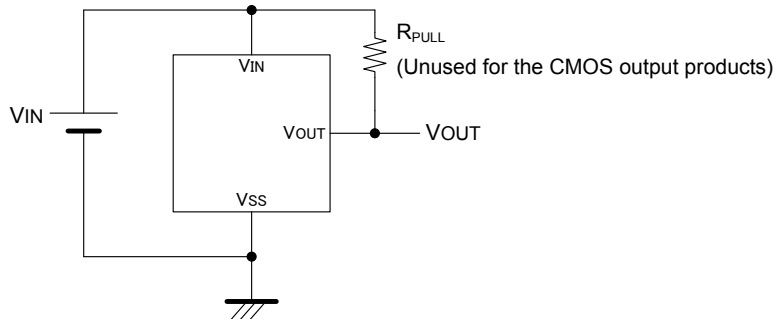 RPULL
(Unused for the CMOS output products)
VIN
VIN
VOUT
VOUT
VSS